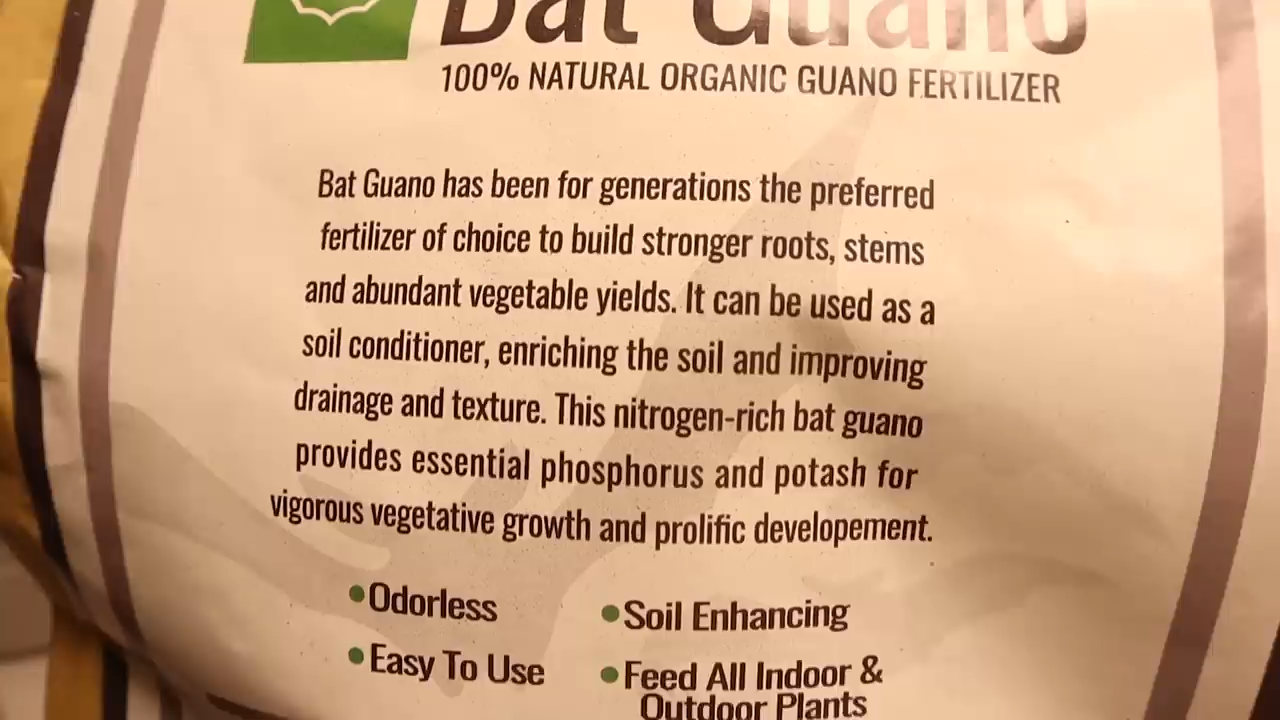 Bat Guano
100% NATURAL ORGANIC GUANO FERTILIZER
Bat Guano has been for generations the preferred
fertilizer of choice to build stronger roots, stems
and abundant vegetable yields. It can be used as a
soil conditioner, enriching the soil and improving
drainage and texture. This nitrogen-rich bat guano
provides essential phosphorus and potash for
vigorous vegetative growth and prolific developement.
•Odorless
•Easy To Use
•Soil Enhancing
•Feed All Indoor &
Outdoor Plants